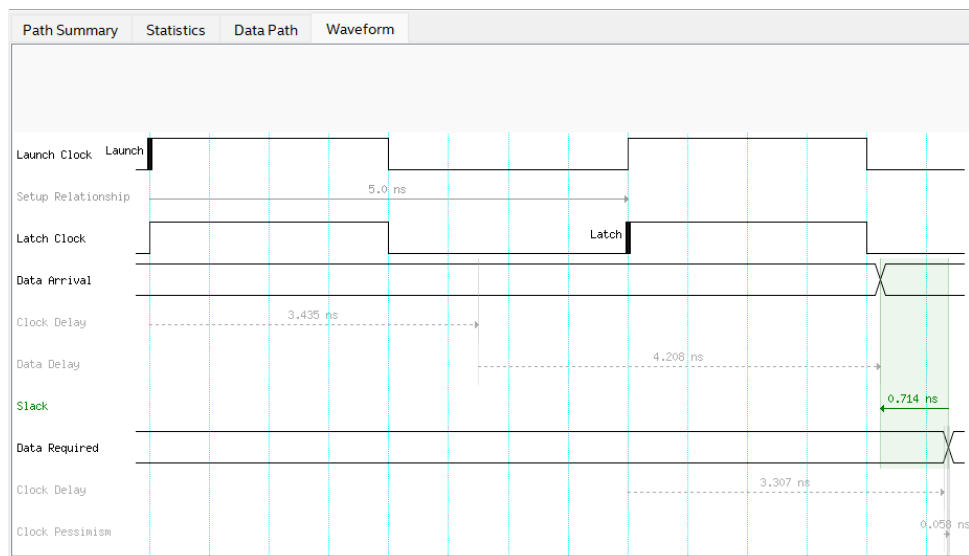 Path Summary Statistics Data Path Waveform
Launch Clock Launch
Setup Relationship 5.0 ns
Latch Clock Latch
Data Arrival
Clock Delay 3.435 ns
Data Delay 4.208 ns
Slack 0.714 ns
Data Required
Clock Delay 3.307 ns
Clock Pessimism 0.058 ns